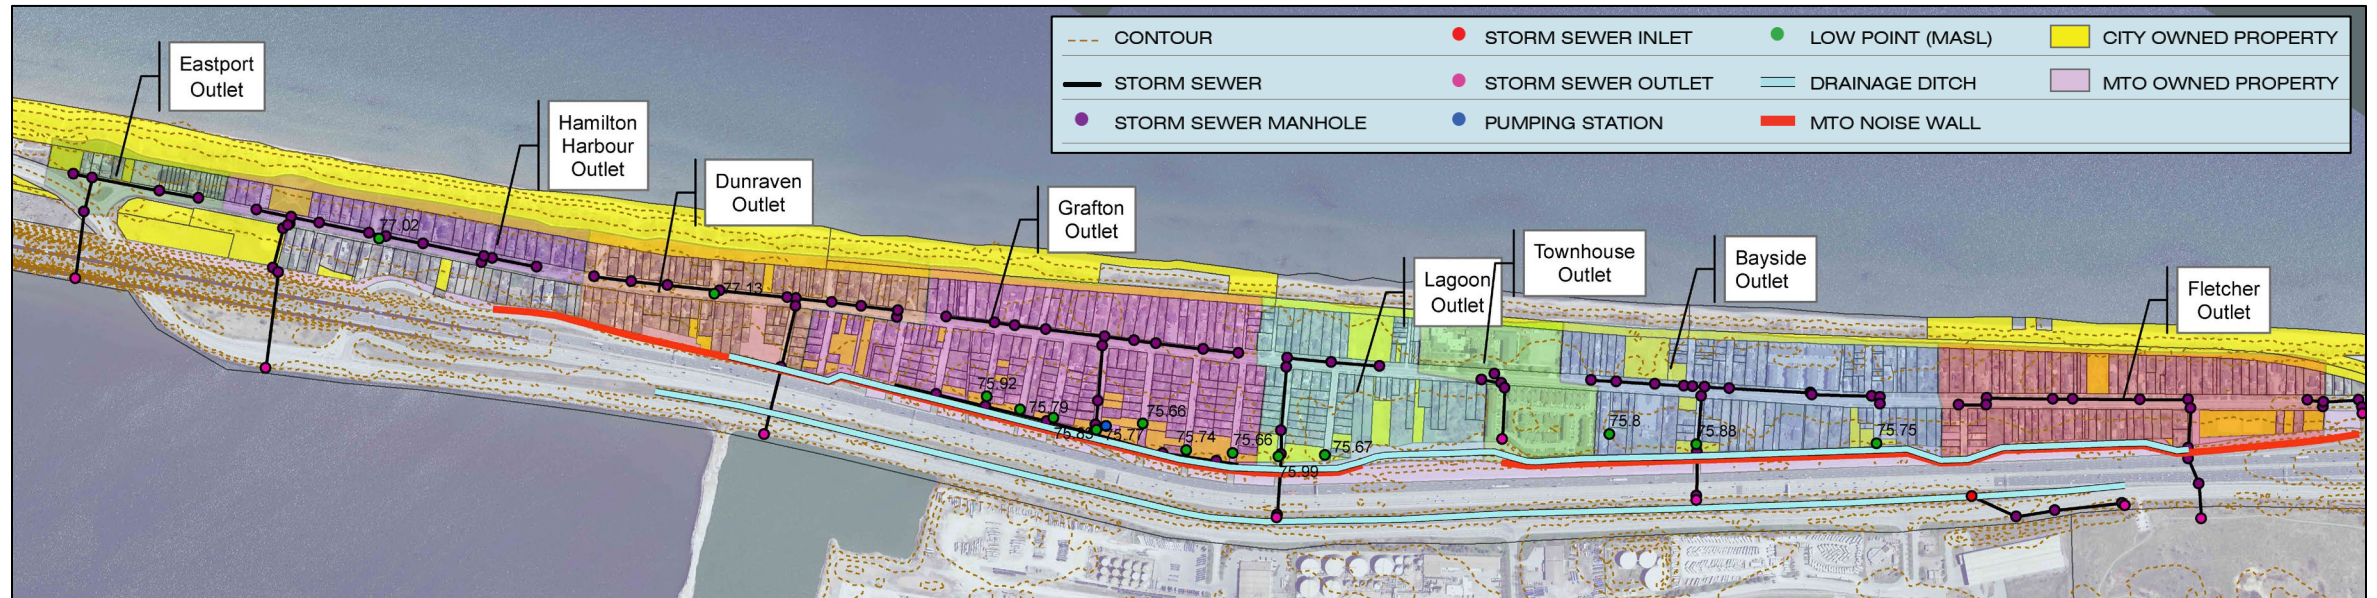 CONTOUR
STORM SEWER INLET
LOW POINT (MASL)
CITY OWNED PROPERTY
STORM SEWER
STORM SEWER OUTLET
DRAINAGE DITCH
MTO OWNED PROPERTY
STORM SEWER MANHOLE
PUMPING STATION
MTO NOISE WALL
Eastport
Outlet
Hamilton
Harbour
Outlet
Dunraven
Outlet
Grafton
Outlet
Lagoon
Outlet
Townhouse
Outlet
Bayside
Outlet
Fletcher
Outlet
77.02
77.13
75.92
75.79
75.83
75.77
75.66
75.74
75.66
75.99
75.67
75.8
75.88
75.75